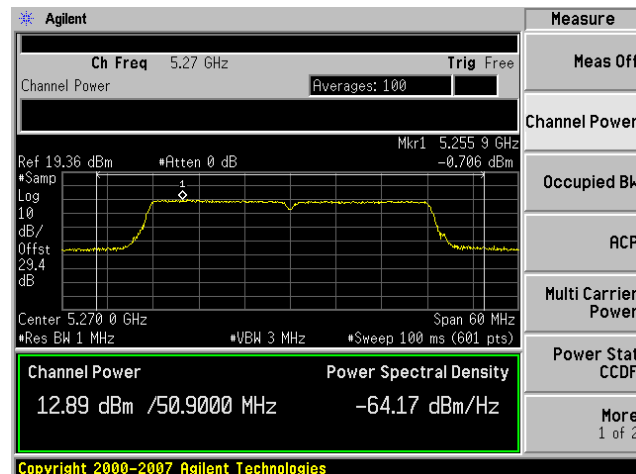 Agilent
Measure
Ch Freq 5.27 GHz Trig Free
Channel Power Averages: 100
Meas Off
Channel Power
Mkr1 5.255 9 GHz
Ref 19.36 dBm #Atten 0 dB -0.706 dBm
#Samp
Log
10
dB/
Offst
29.4
dB
1
Occupied BW
ACP
Multi Carrier
Power
Center 5.270 0 GHz Span 60 MHz
#Res BW 1 MHz #VBW 3 MHz #Sweep 100 ms (601 pts)
Power Stat
CCDF
Channel Power Power Spectral Density
12.89 dBm /50.9000 MHz -64.17 dBm/Hz
More
1 of 2
Copyright 2000-2007 Agilent Technologies